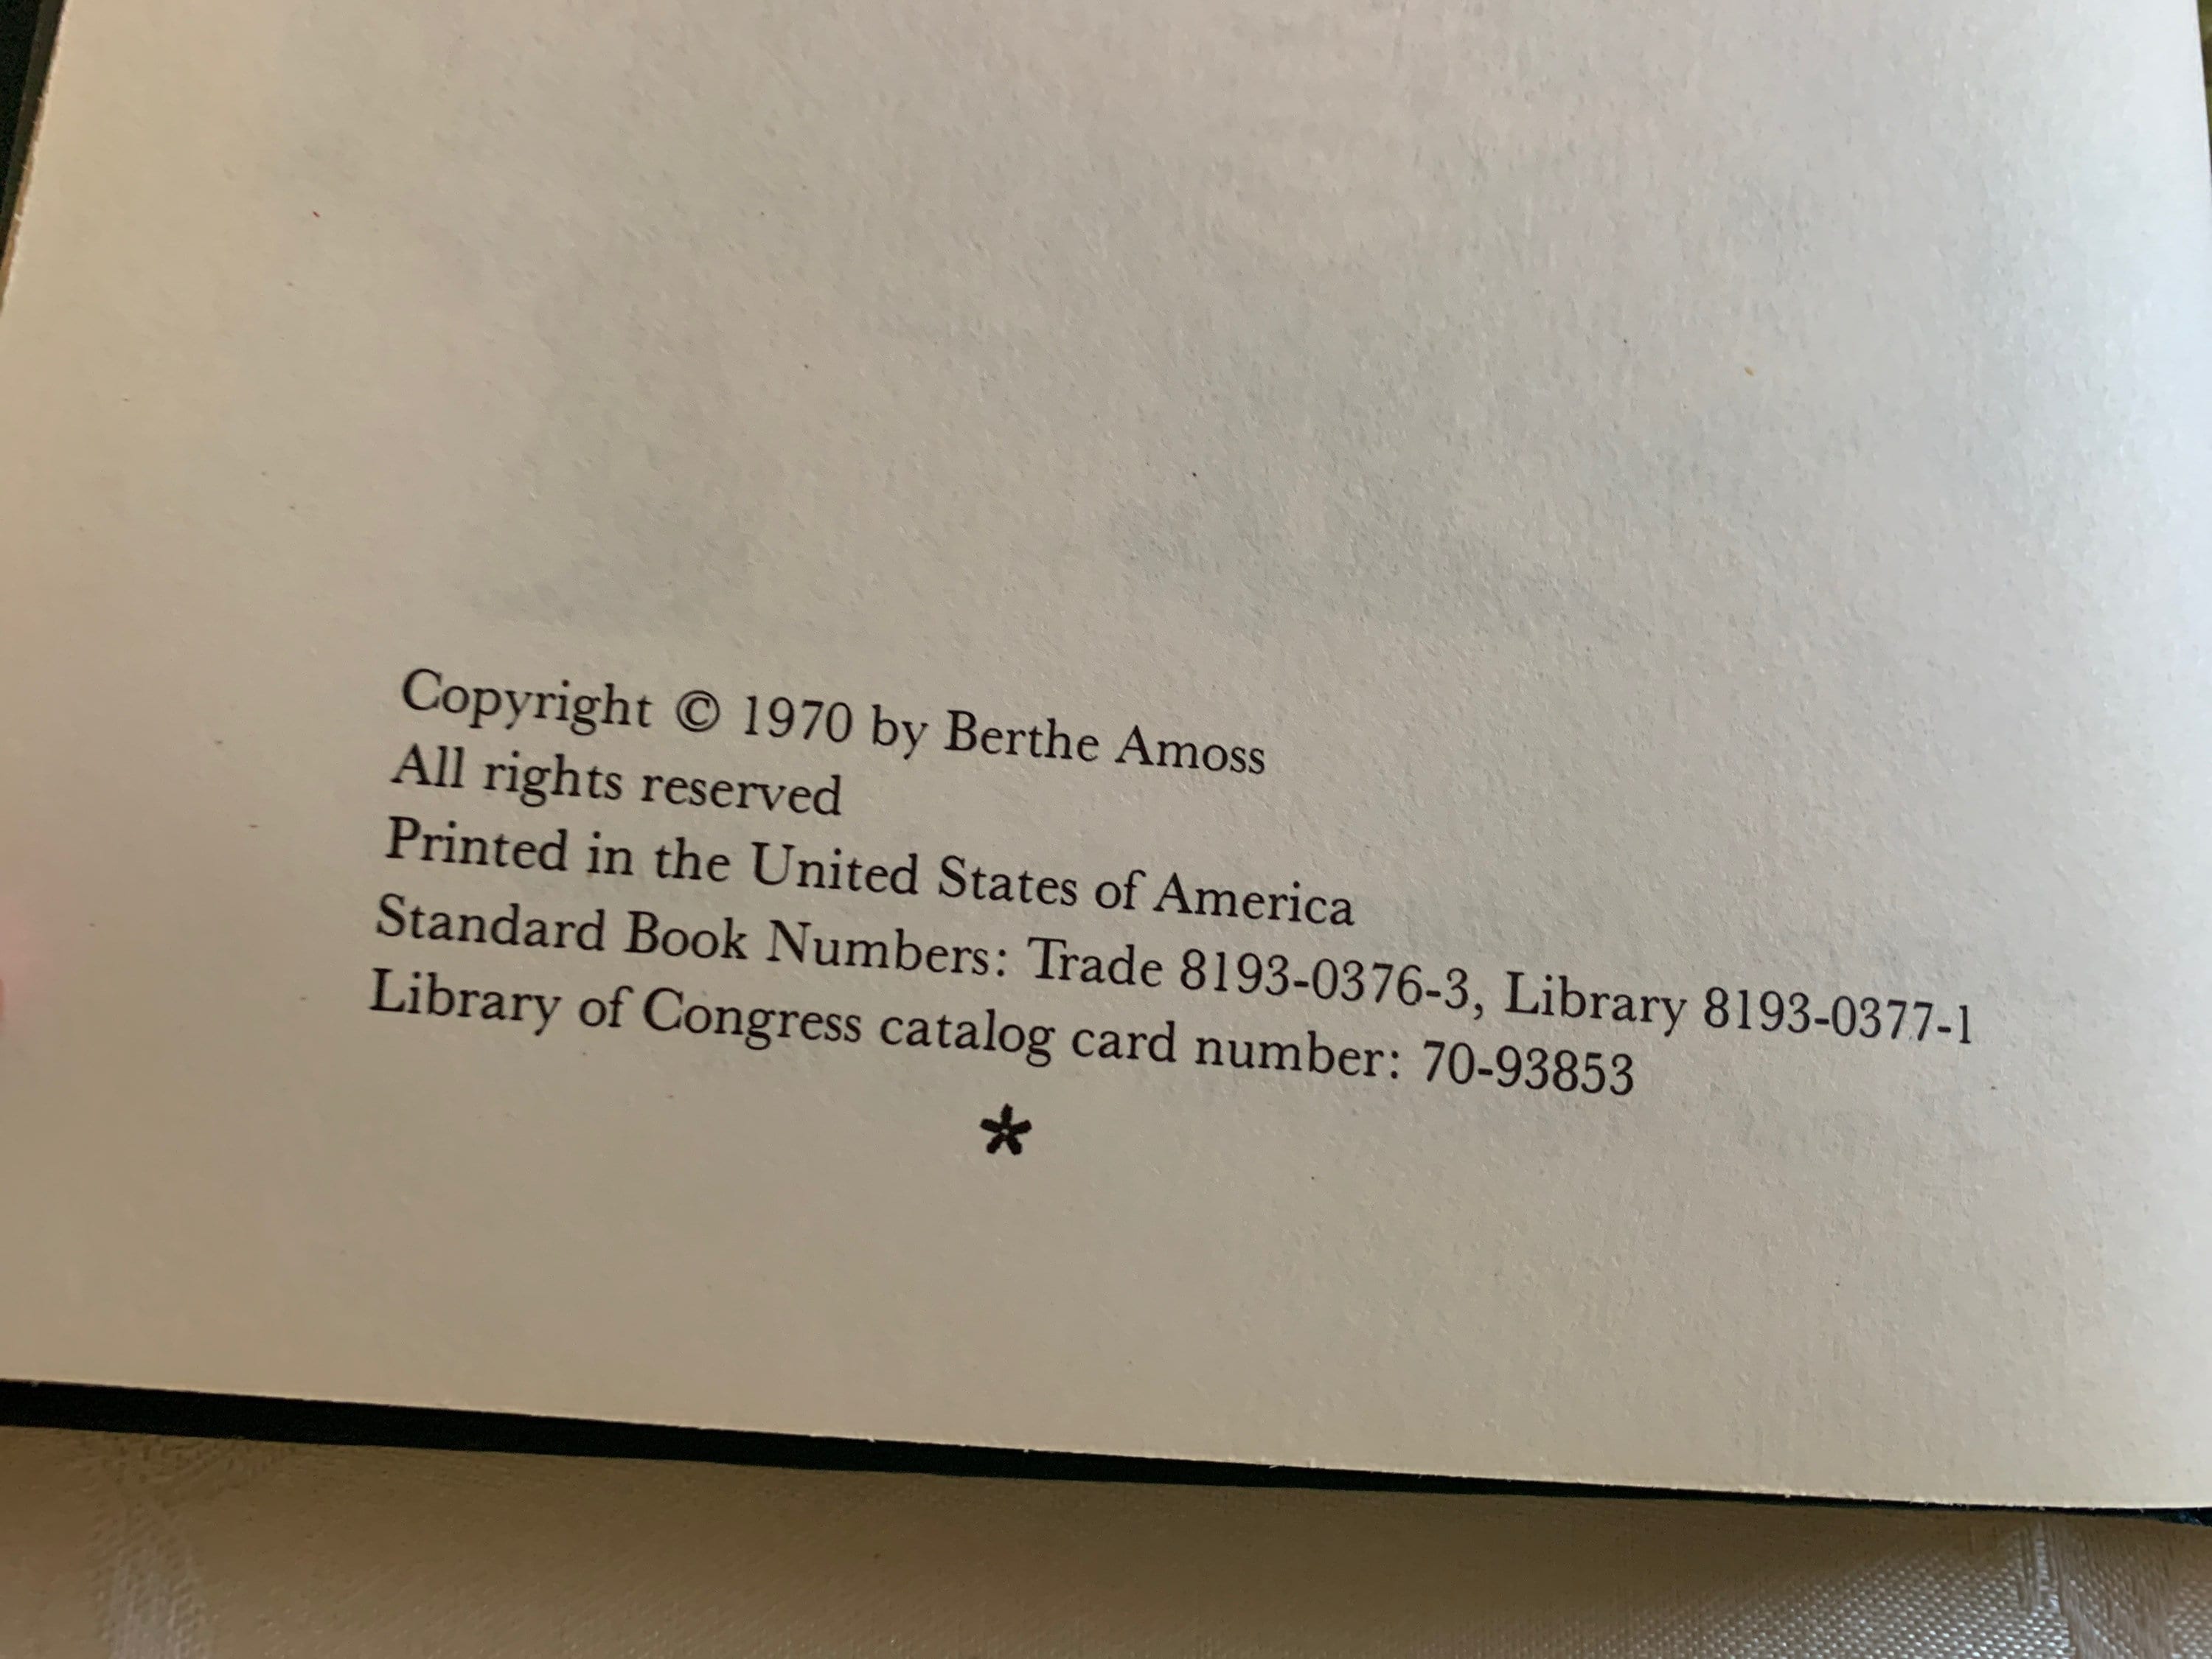 Copyright © 1970 by Berthe Amoss
All rights reserved
Printed in the United States of America
Standard Book Numbers: Trade 8193-0376-3, Library 8193-0377-1
Library of Congress catalog card number: 70-93853
*